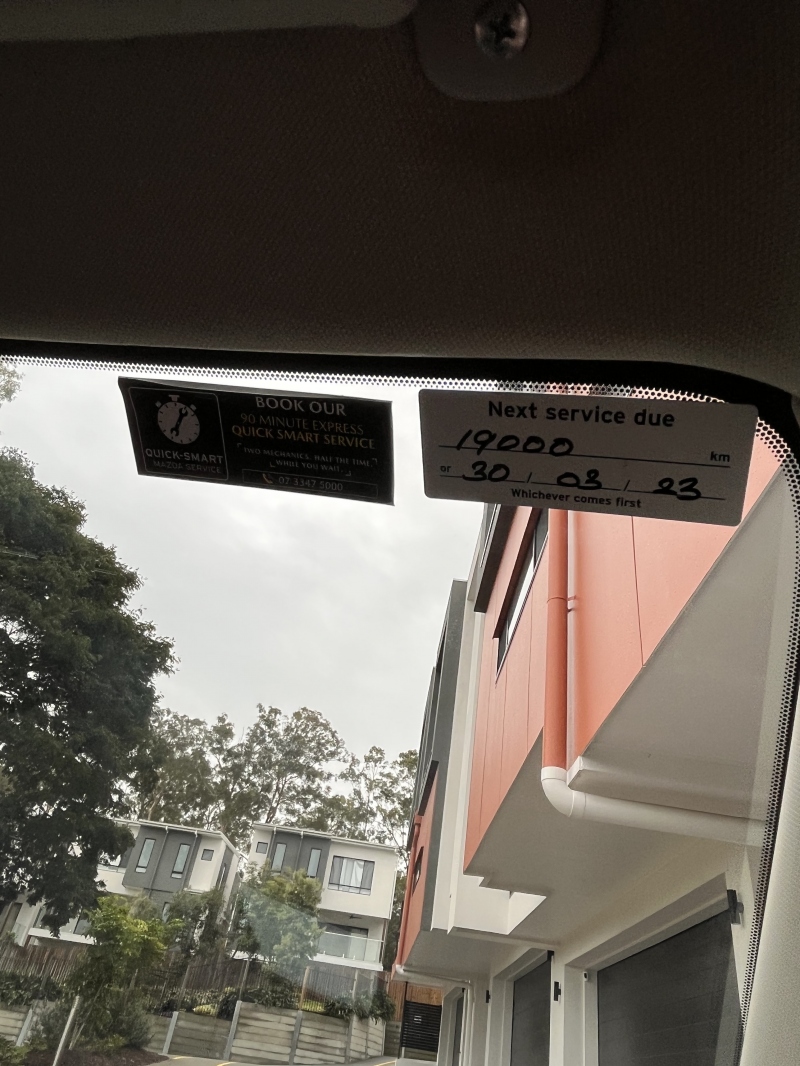 BOOK OUR
90 MINUTE EXPRESS
QUICK SMART SERVICE
TWO MECHANICS. HALF THE TIME.
WHILE YOU WAIT.
07 3347 5000
QUICK-SMART
MAZDA SERVICE
Next service due
19000 km
or 30 / 03 / 23
Whichever comes first